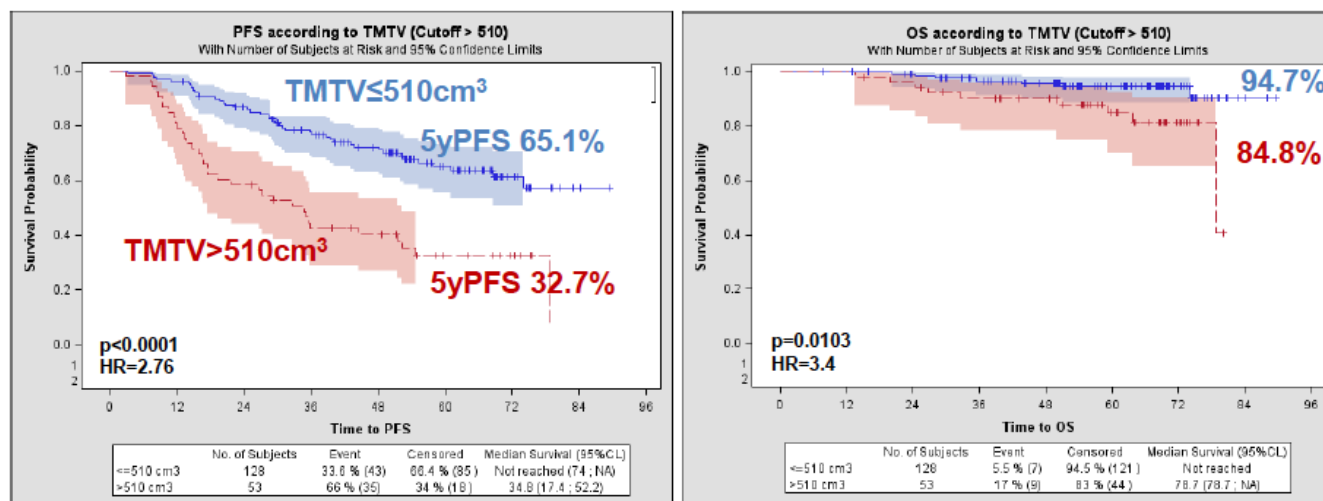 PFS according to TMTV (Cutoff > 510)
With Number of Subjects at Risk and 95% Confidence Limits
Survival Probability
1.0
0.8
0.6
0.4
0.2
0.0
1
2
TMTV≤510cm³
5yPFS 65.1%
TMTV>510cm³
5yPFS 32.7%
p<0.0001
HR=2.76
0 12 24 36 48 60 72 84 96
Time to PFS
No. of Subjects Event Censored Median Survival (95%CL)
<=510 cm3 128 33.6 % (43) 66.4 % (85) Not reached (74 ; NA)
>510 cm3 53 66 % (35) 34 % (18) 34.8 (17.4 ; 52.2)
OS according to TMTV (Cutoff > 510)
With Number of Subjects at Risk and 95% Confidence Limits
Survival Probability
1.0
0.8
0.6
0.4
0.2
0.0
1
2
94.7%
84.8%
p=0.0103
HR=3.4
0 12 24 36 48 60 72 84 96
Time to OS
No. of Subjects Event Censored Median Survival (95%CL)
<=510 cm3 128 5.5 % (7) 94.5 % (121) Not reached
>510 cm3 53 17 % (9) 83 % (44) 78.7 (78.7 ; NA)